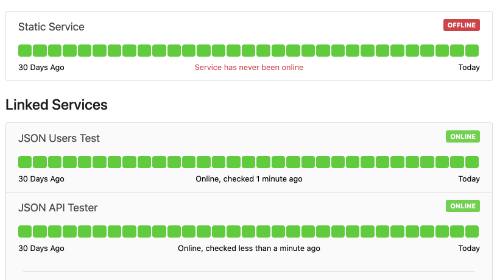 Static Service
OFFLINE
30 Days Ago
Service has never been online
Today
Linked Services
JSON Users Test
ONLINE
30 Days Ago
Online, checked 1 minute ago
Today
JSON API Tester
ONLINE
30 Days Ago
Online, checked less than a minute ago
Today